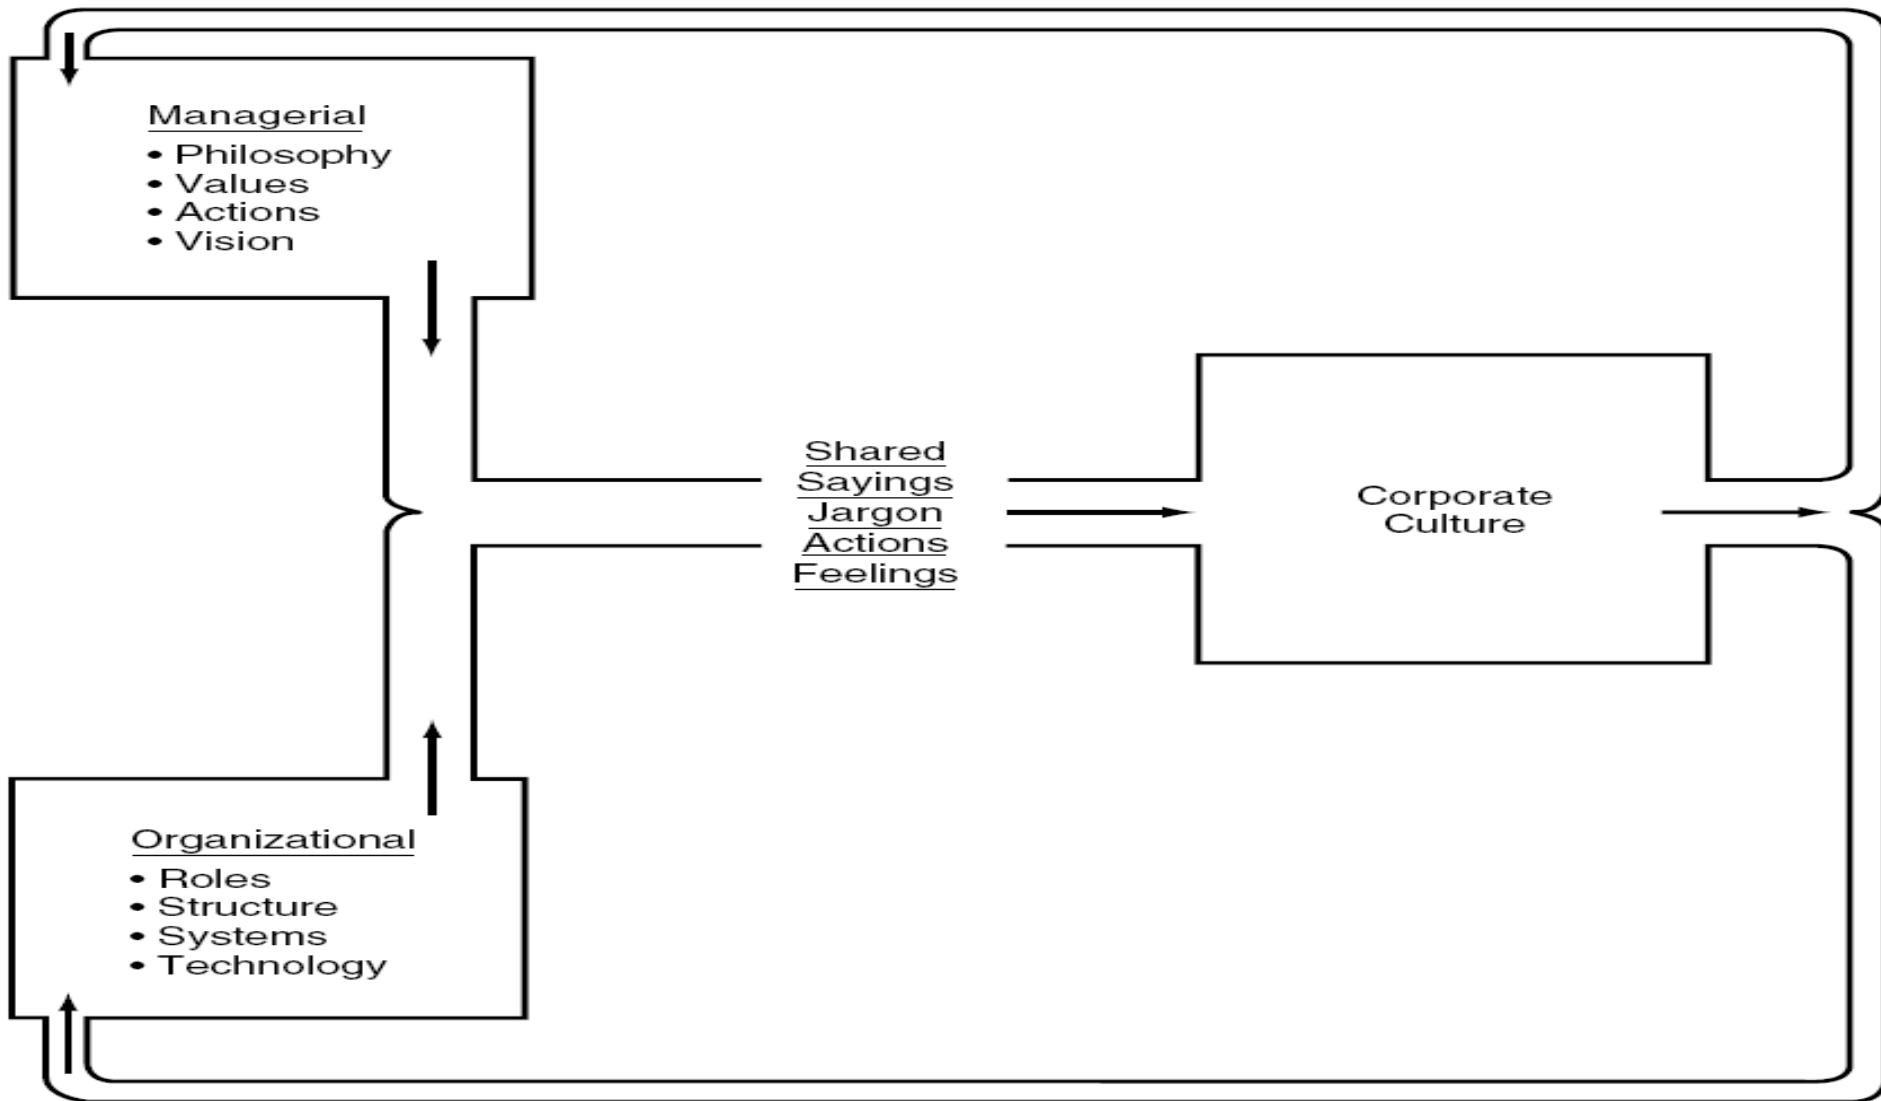 Managerial
• Philosophy
• Values
• Actions
• Vision
Shared
Sayings
Jargon
Actions
Feelings
Corporate
Culture
Organizational
• Roles
• Structure
• Systems
• Technology